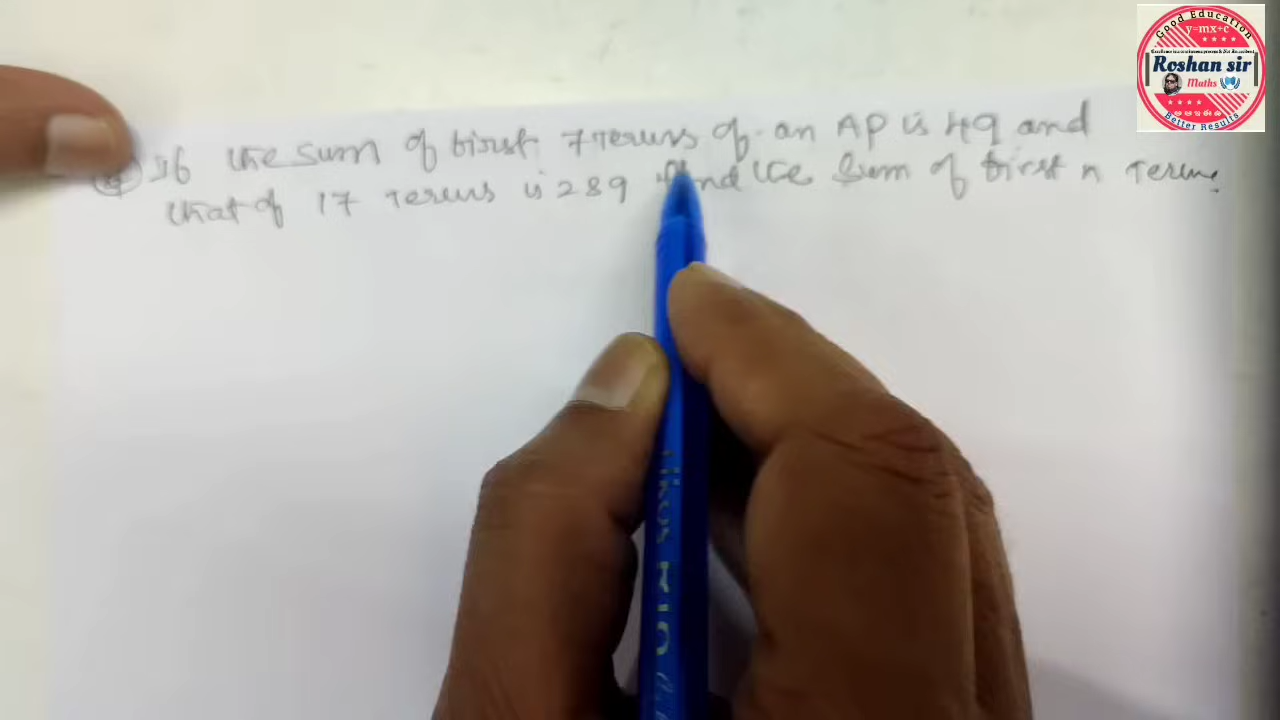 Good Education
y=mx+c
Roshan sir
Maths
Better Results
If the sum of first 7 terms of an AP is 49 and
that of 17 terms is 289 find the sum of first n terms.